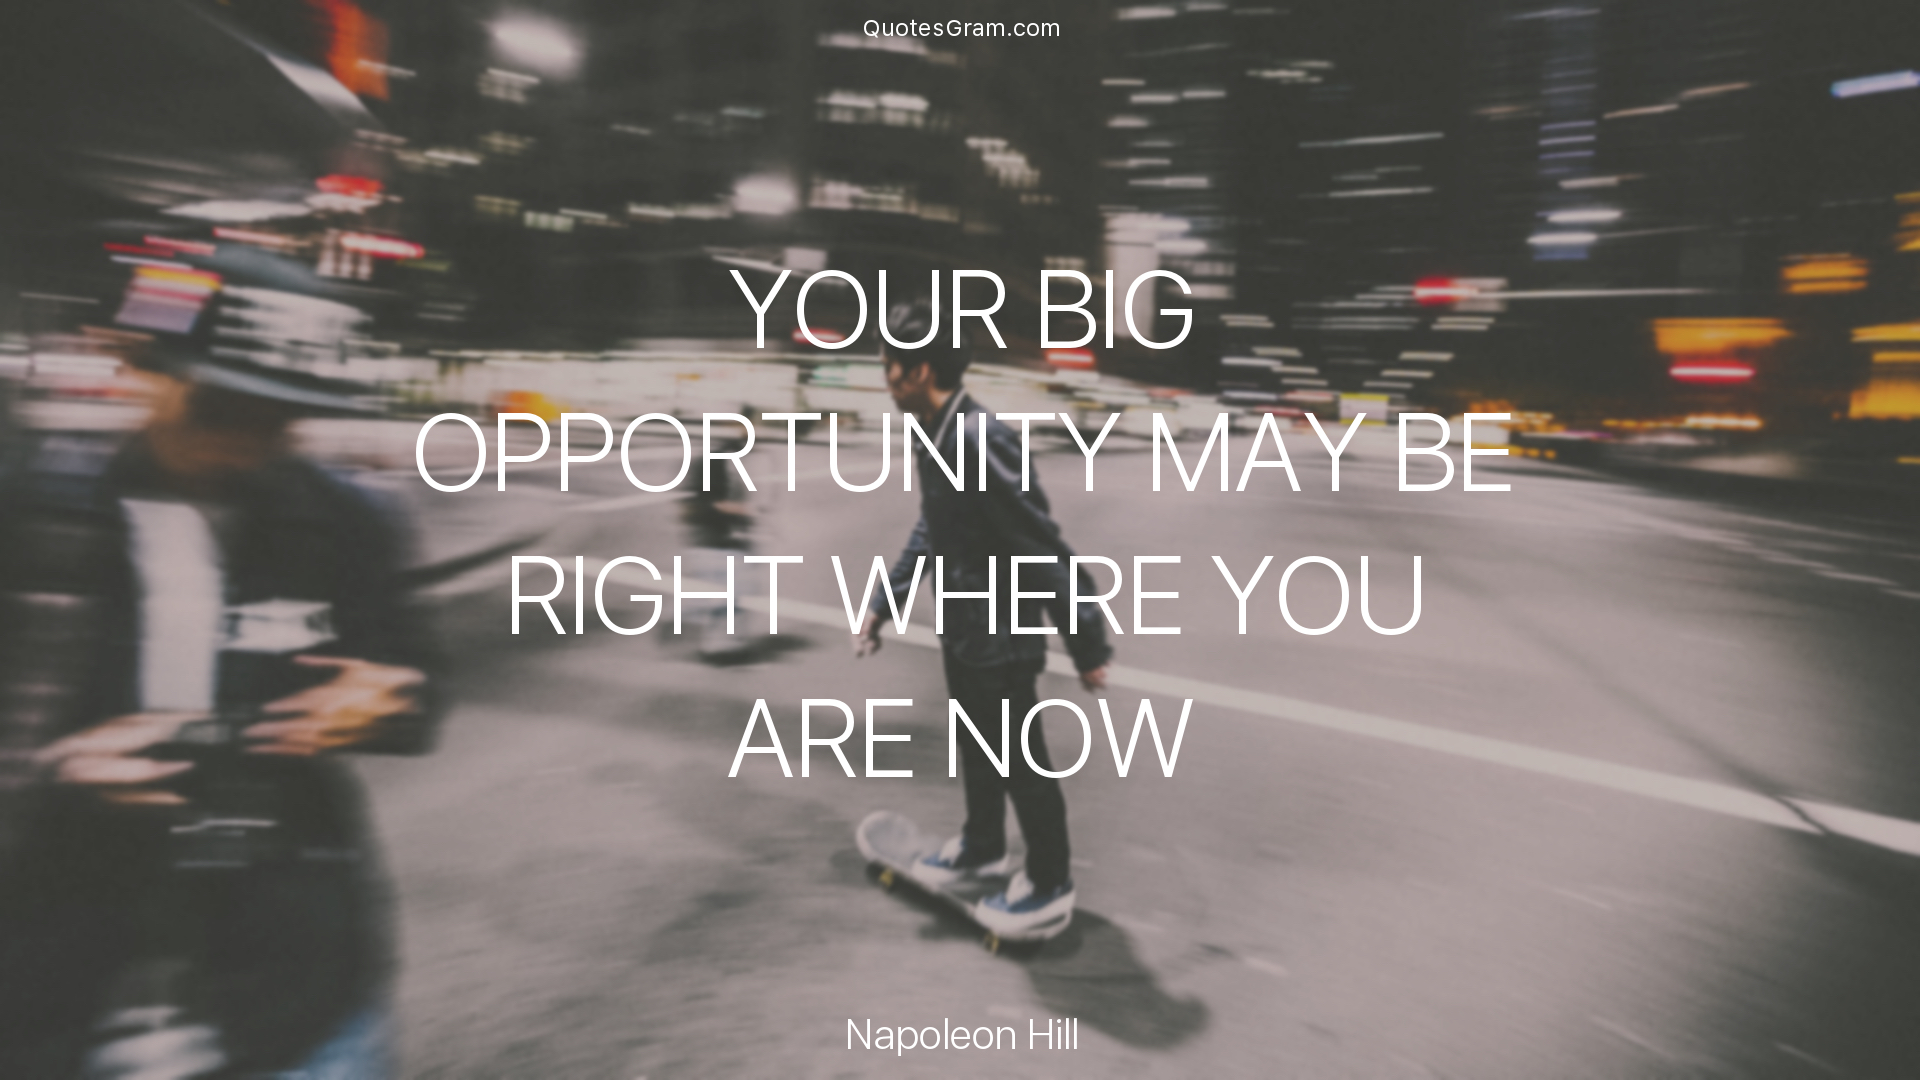 QuotesGram.com
YOUR BIG
OPPORTUNITY MAY BE
RIGHT WHERE YOU
ARE NOW
Napoleon Hill